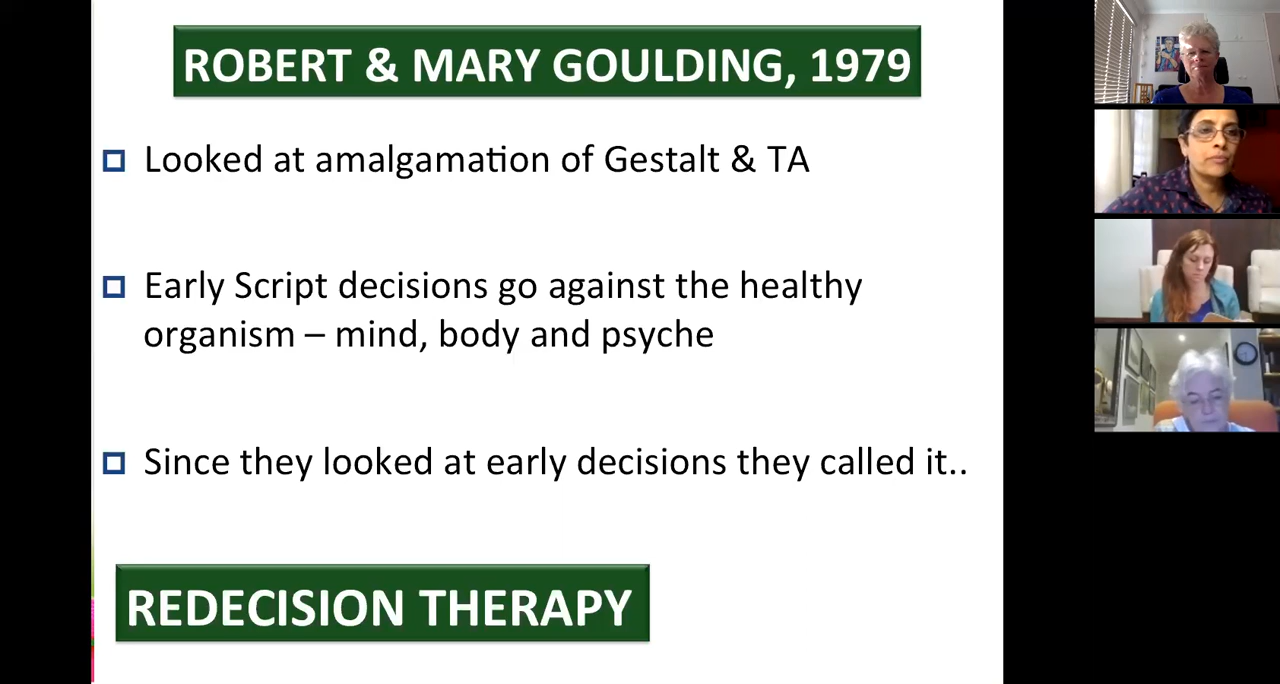 ROBERT & MARY GOULDING, 1979
Looked at amalgamation of Gestalt & TA
Early Script decisions go against the healthy
organism – mind, body and psyche
Since they looked at early decisions they called it..
REDECISION THERAPY